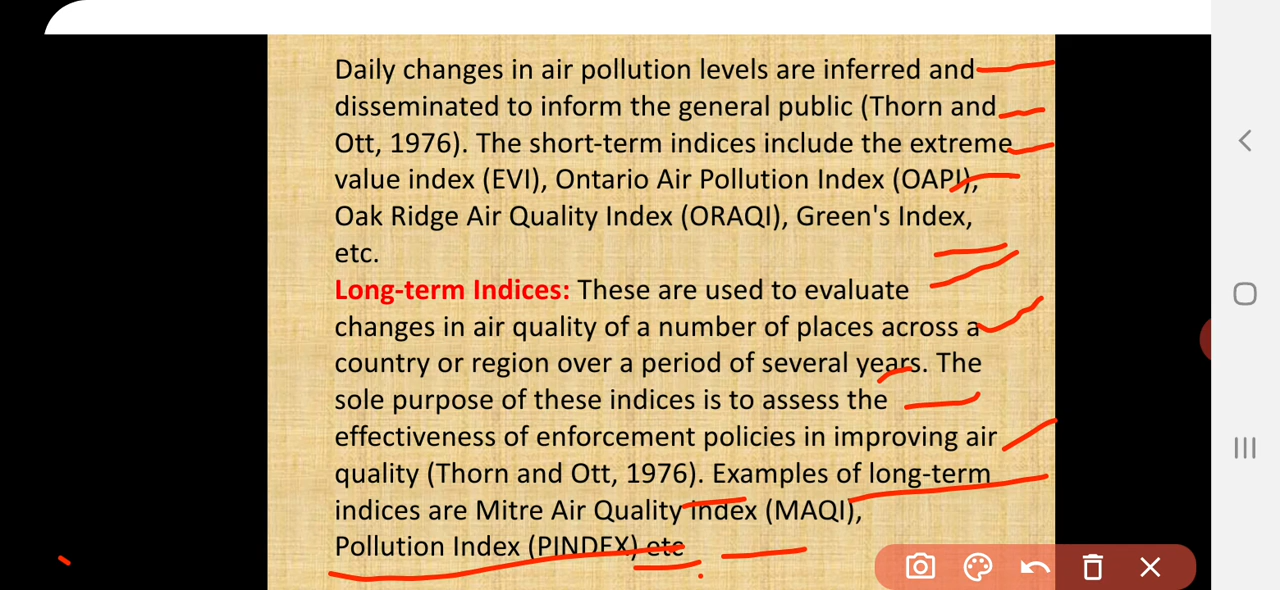 Daily changes in air pollution levels are inferred and
disseminated to inform the general public (Thorn and
Ott, 1976). The short-term indices include the extreme
value index (EVI), Ontario Air Pollution Index (OAPI),
Oak Ridge Air Quality Index (ORAQI), Green's Index,
etc.
Long-term Indices: These are used to evaluate
changes in air quality of a number of places across a
country or region over a period of several years. The
sole purpose of these indices is to assess the
effectiveness of enforcement policies in improving air
quality (Thorn and Ott, 1976). Examples of long-term
indices are Mitre Air Quality Index (MAQI),
Pollution Index (PINDEX) etc